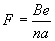 F = Be/na